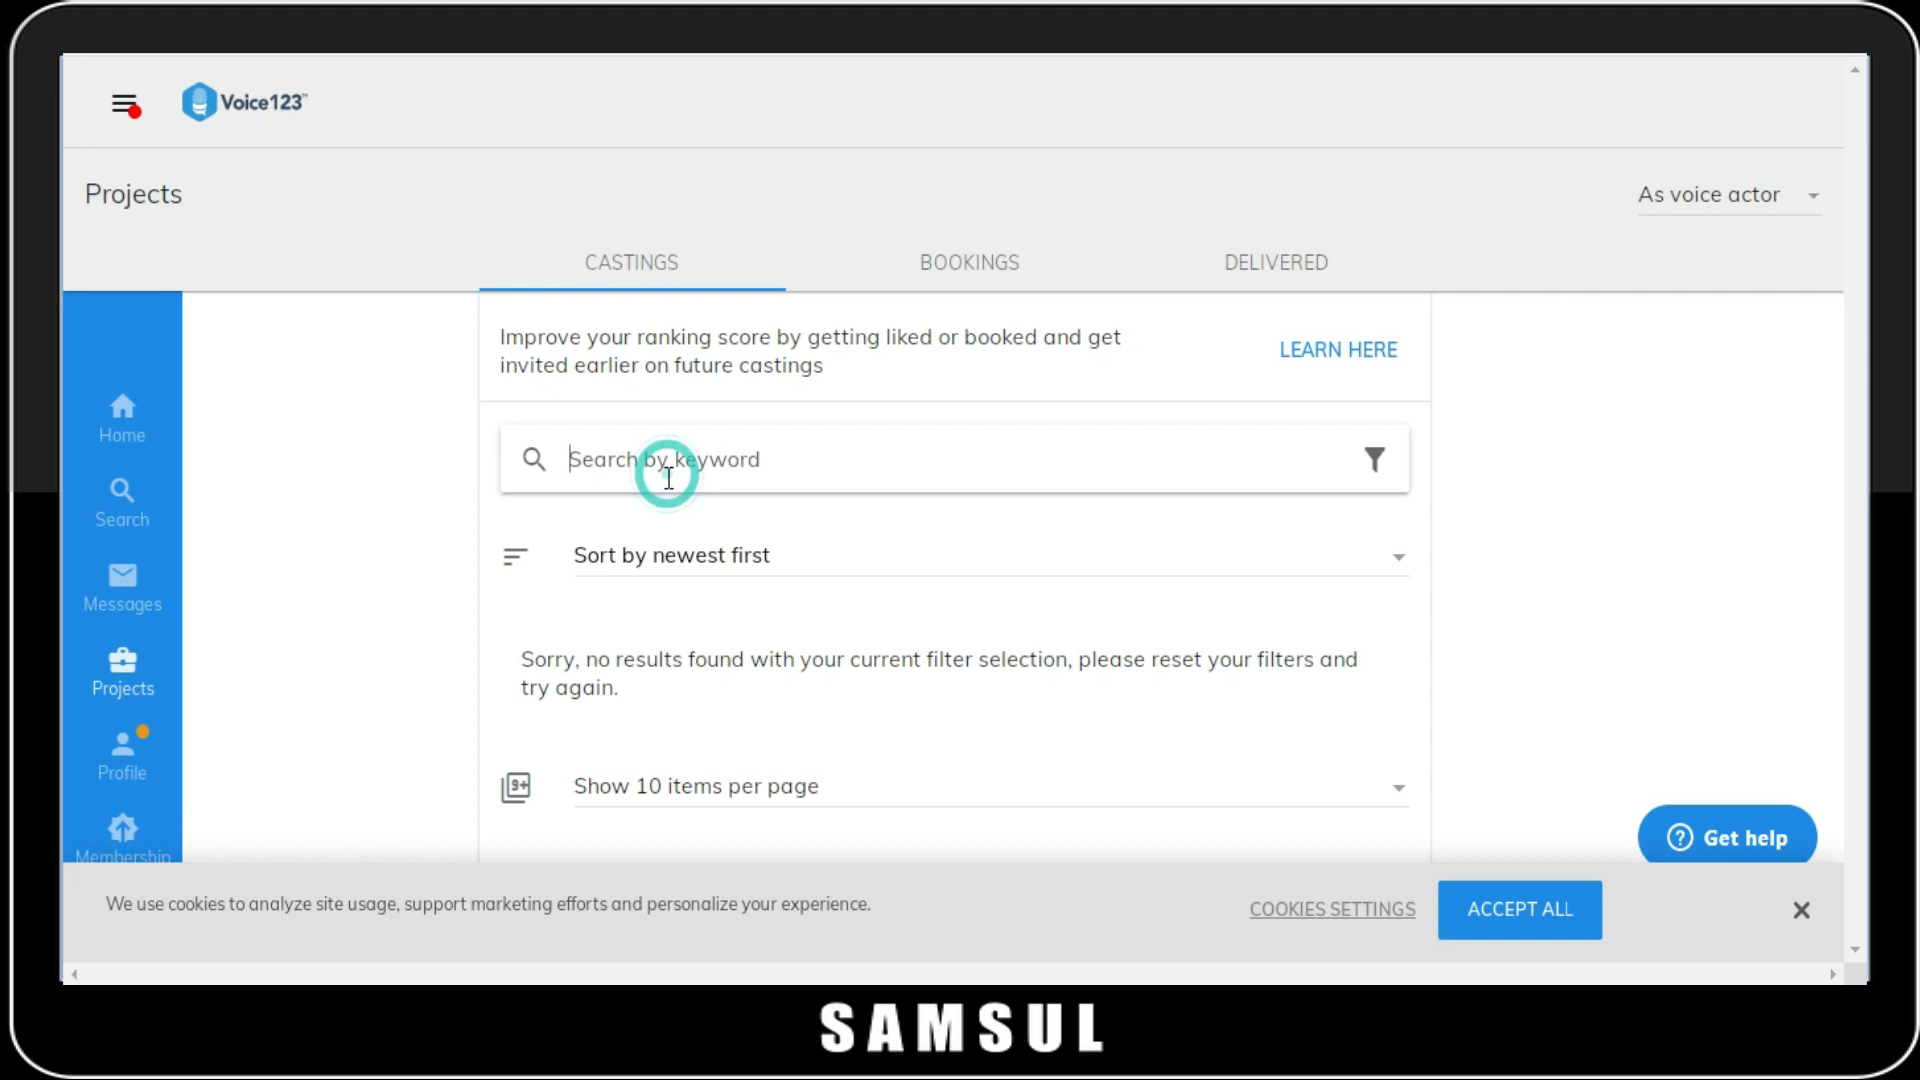 Voice123™
Projects
As voice actor
CASTINGS
BOOKINGS
DELIVERED
Improve your ranking score by getting liked or booked and get
invited earlier on future castings
LEARN HERE
Search by keyword
Sort by newest first
Sorry, no results found with your current filter selection, please reset your filters and
try again.
9+
Show 10 items per page
Home
Search
Messages
Projects
Profile
Membership
? Get help
We use cookies to analyze site usage, support marketing efforts and personalize your experience.
COOKIES SETTINGS
ACCEPT ALL
SAMSUL